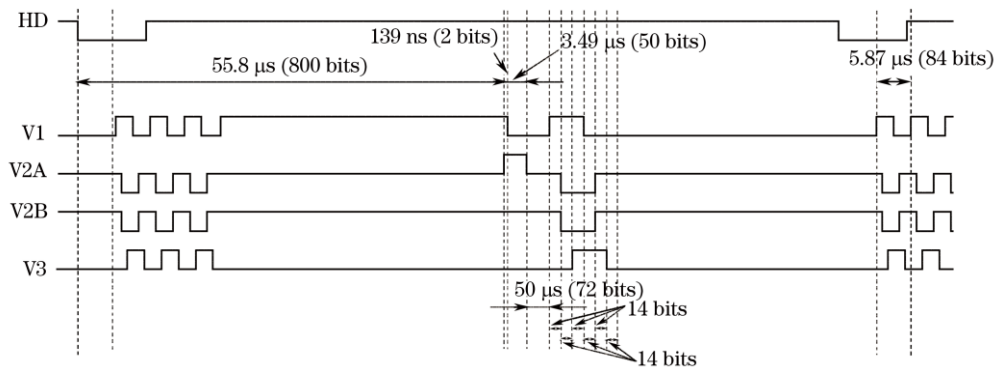 HD
139 ns (2 bits)
3.49 μs (50 bits)
55.8 μs (800 bits)
5.87 μs (84 bits)
V1
V2A
V2B
V3
50 μs (72 bits)
14 bits
14 bits